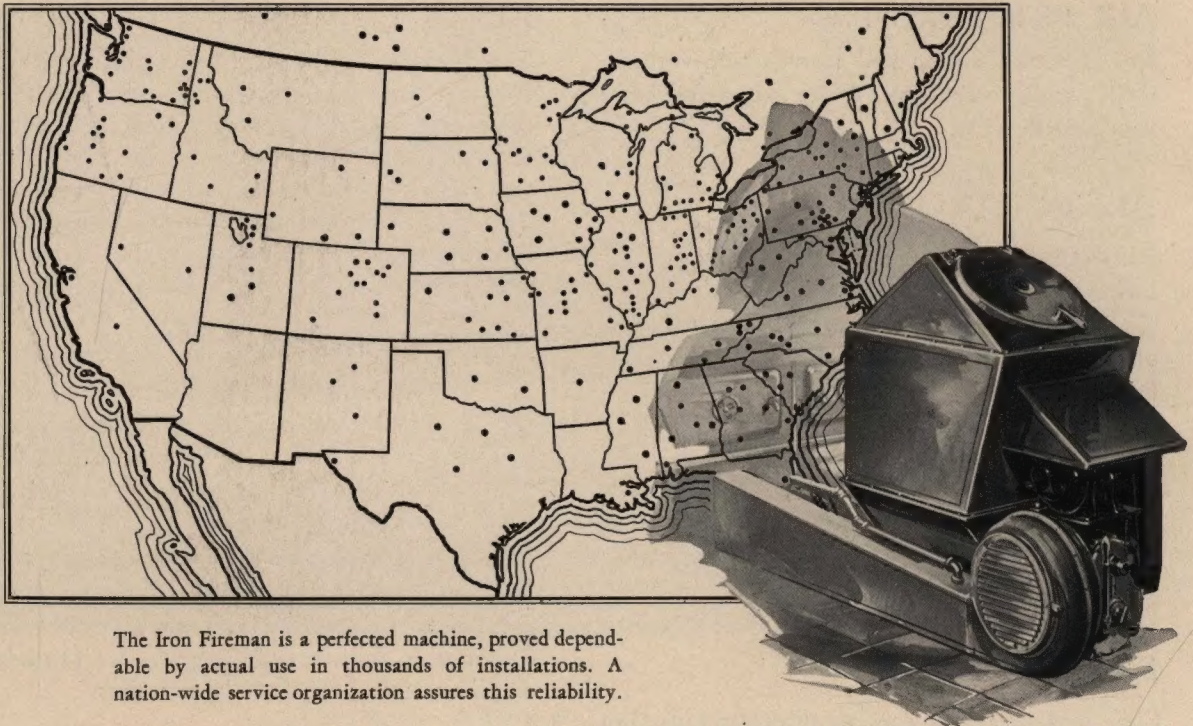 The Iron Fireman is a perfected machine, proved depend-
able by actual use in thousands of installations. A
nation-wide service organization assures this reliability.